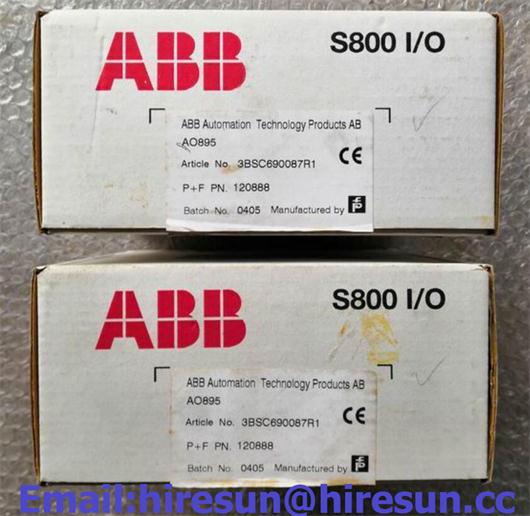 ABB
S800 I/O
ABB Automation Technology Products AB
AO895
Article No. 3BSC690087R1
CE
P+F PN. 120888
Batch No. 0405 Manufactured by
ABB
S800 I/O
ABB Automation Technology Products AB
AO895
Article No. 3BSC690087R1
CE
P+F PN. 120888
Batch No. 0405 Manufactured by
Email:hiresun@hiresun.cc